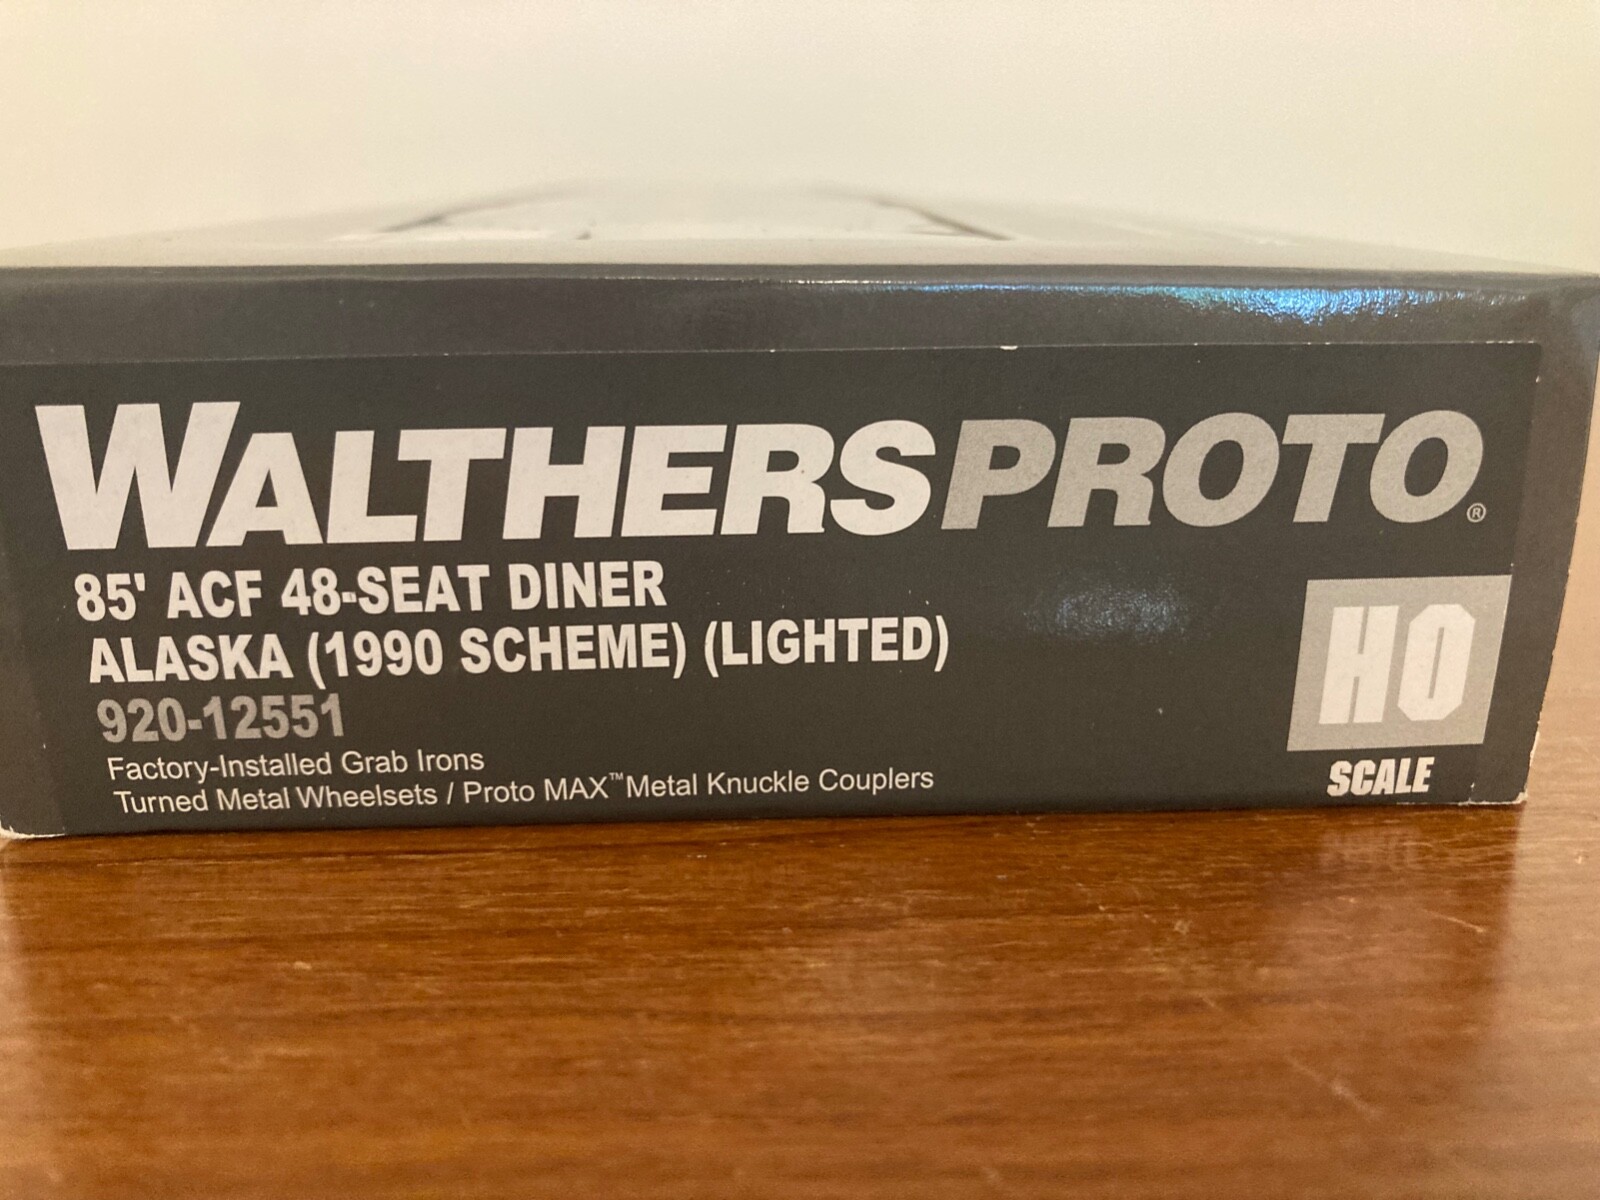 WALTHERSPROTO®
85' ACF 48-SEAT DINER
ALASKA (1990 SCHEME) (LIGHTED)
920-12551
Factory-Installed Grab Irons
Turned Metal Wheelsets / Proto MAX™ Metal Knuckle Couplers
HO
SCALE